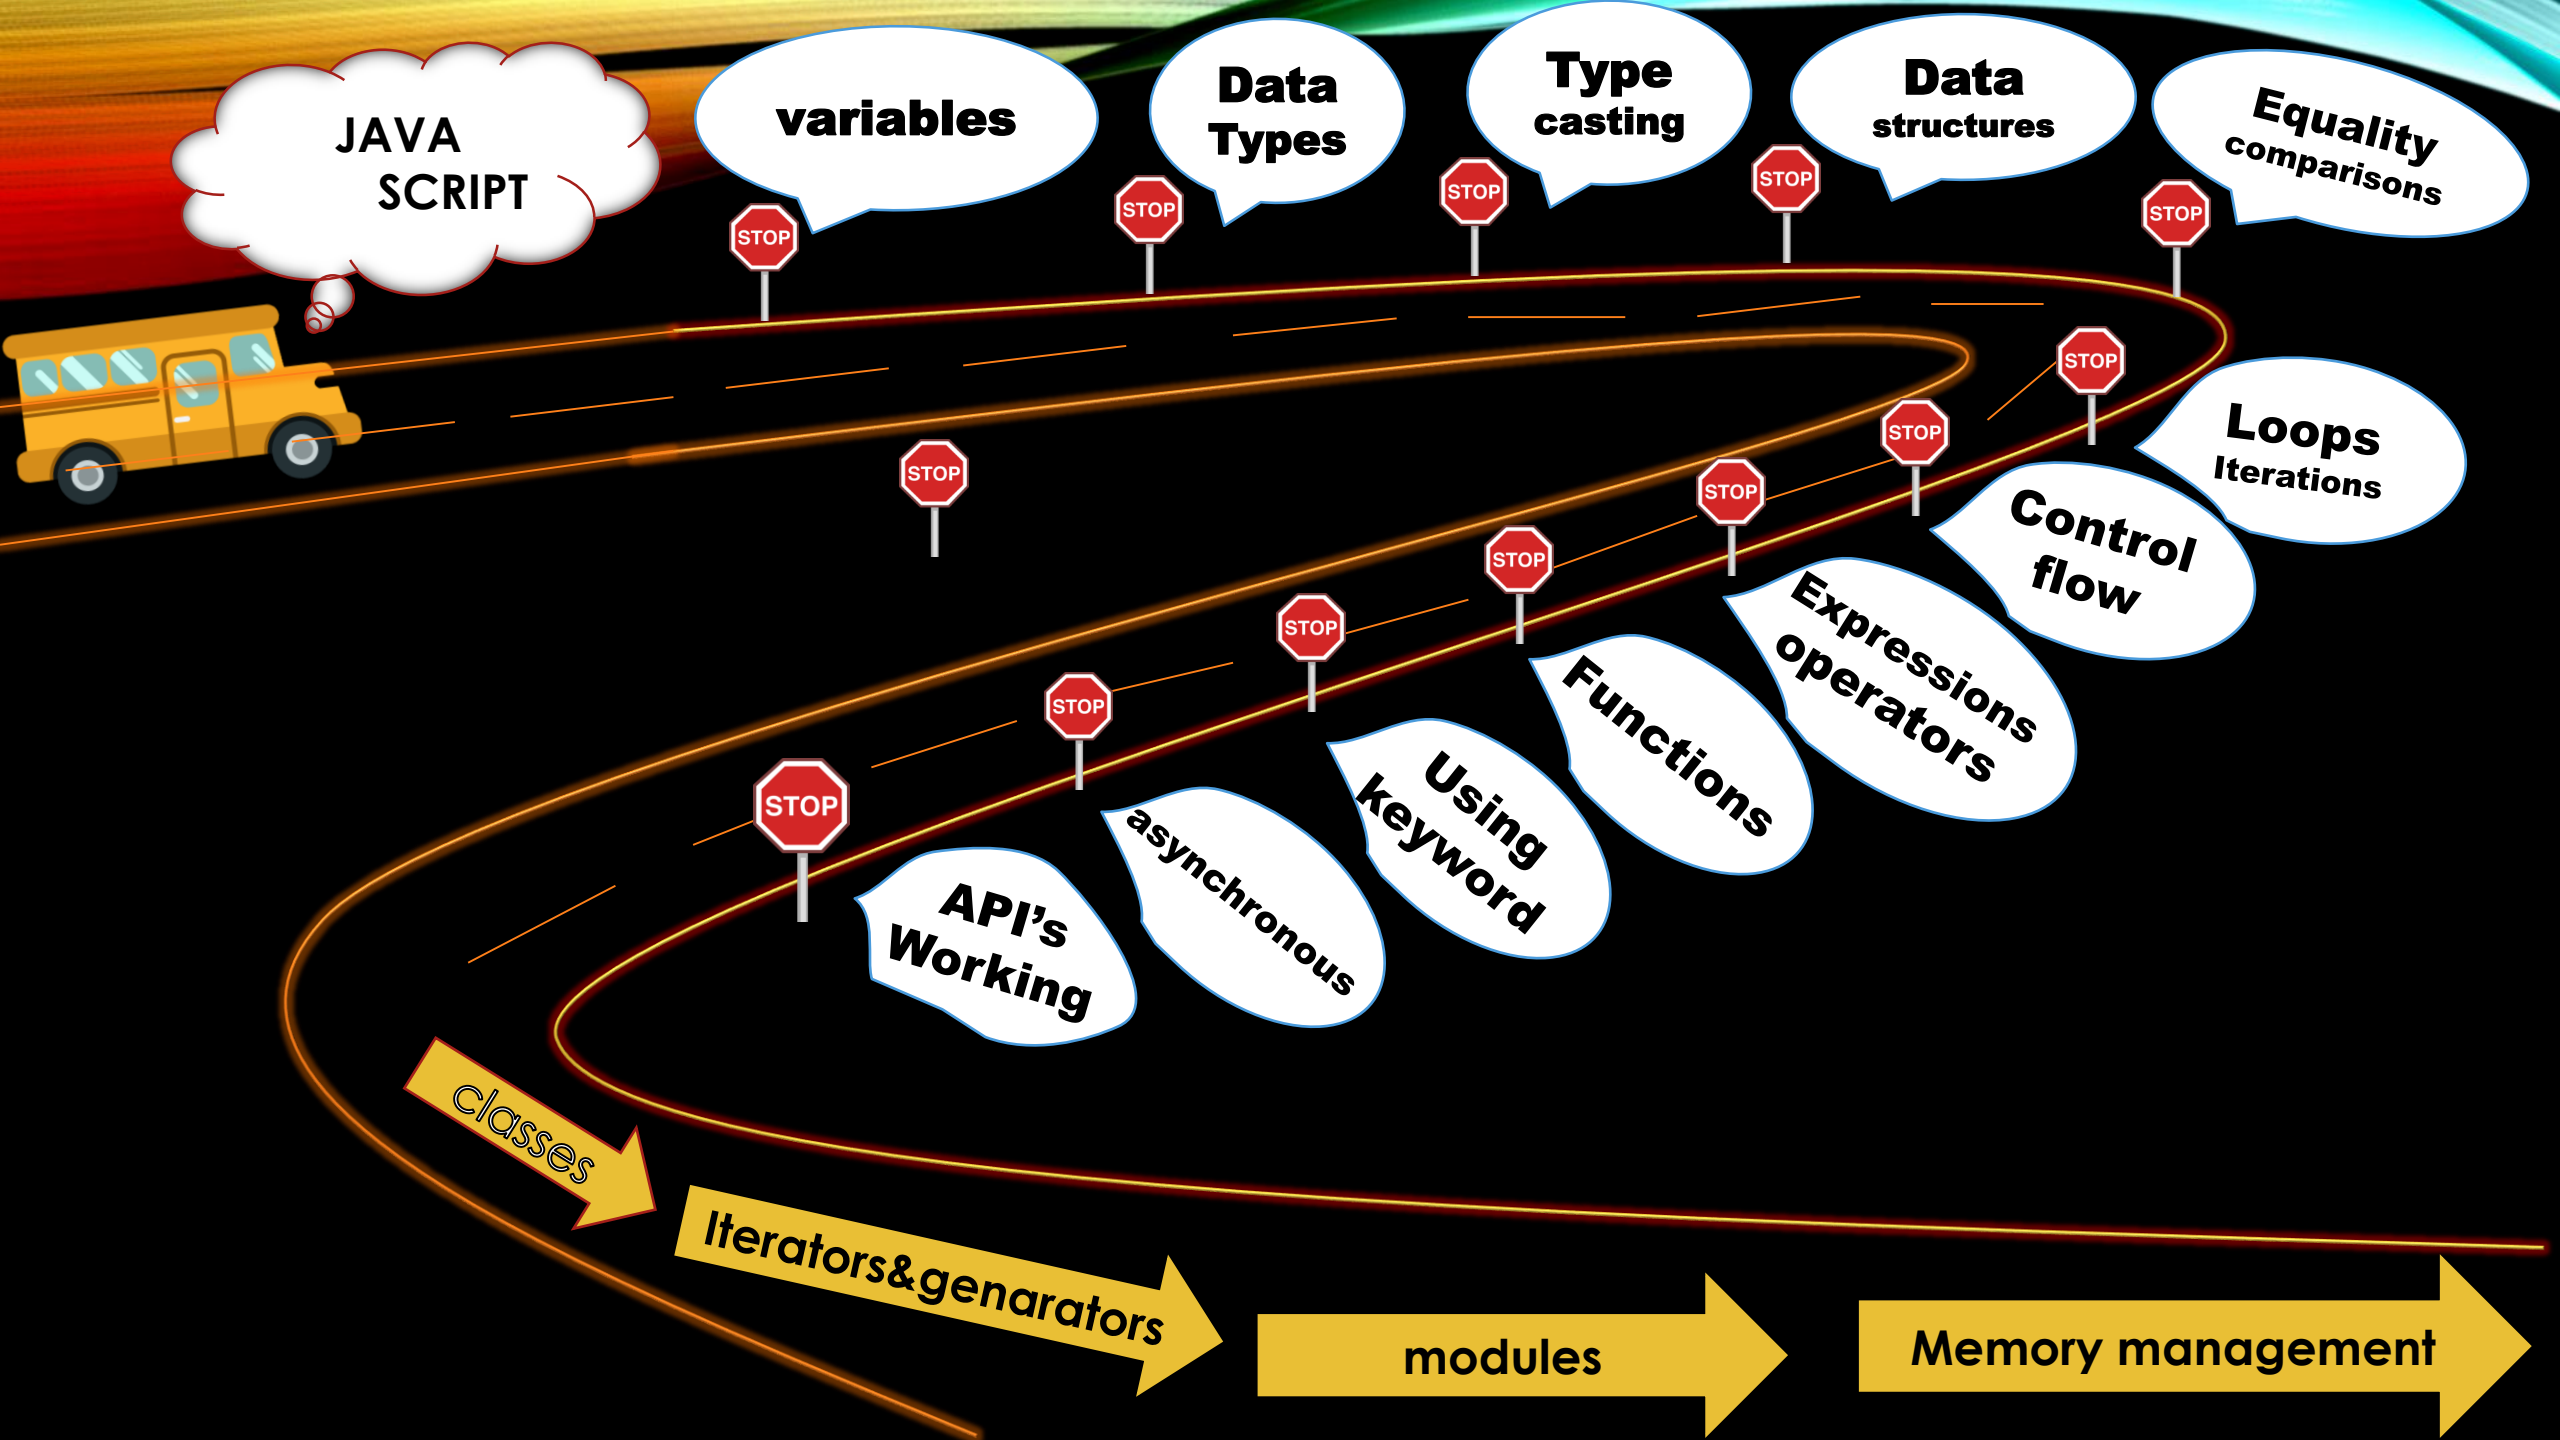 JAVA
SCRIPT
variables
Data
Types
Type
casting
Data
structures
Equality
comparisons
STOP
STOP
STOP
STOP
STOP
STOP
Loops
Iterations
STOP
Control
flow
STOP
Expressions
operators
STOP
Functions
STOP
Using
keyword
STOP
asynchronous
STOP
API's
Working
STOP
classes
Iterators&genarators
modules
Memory management